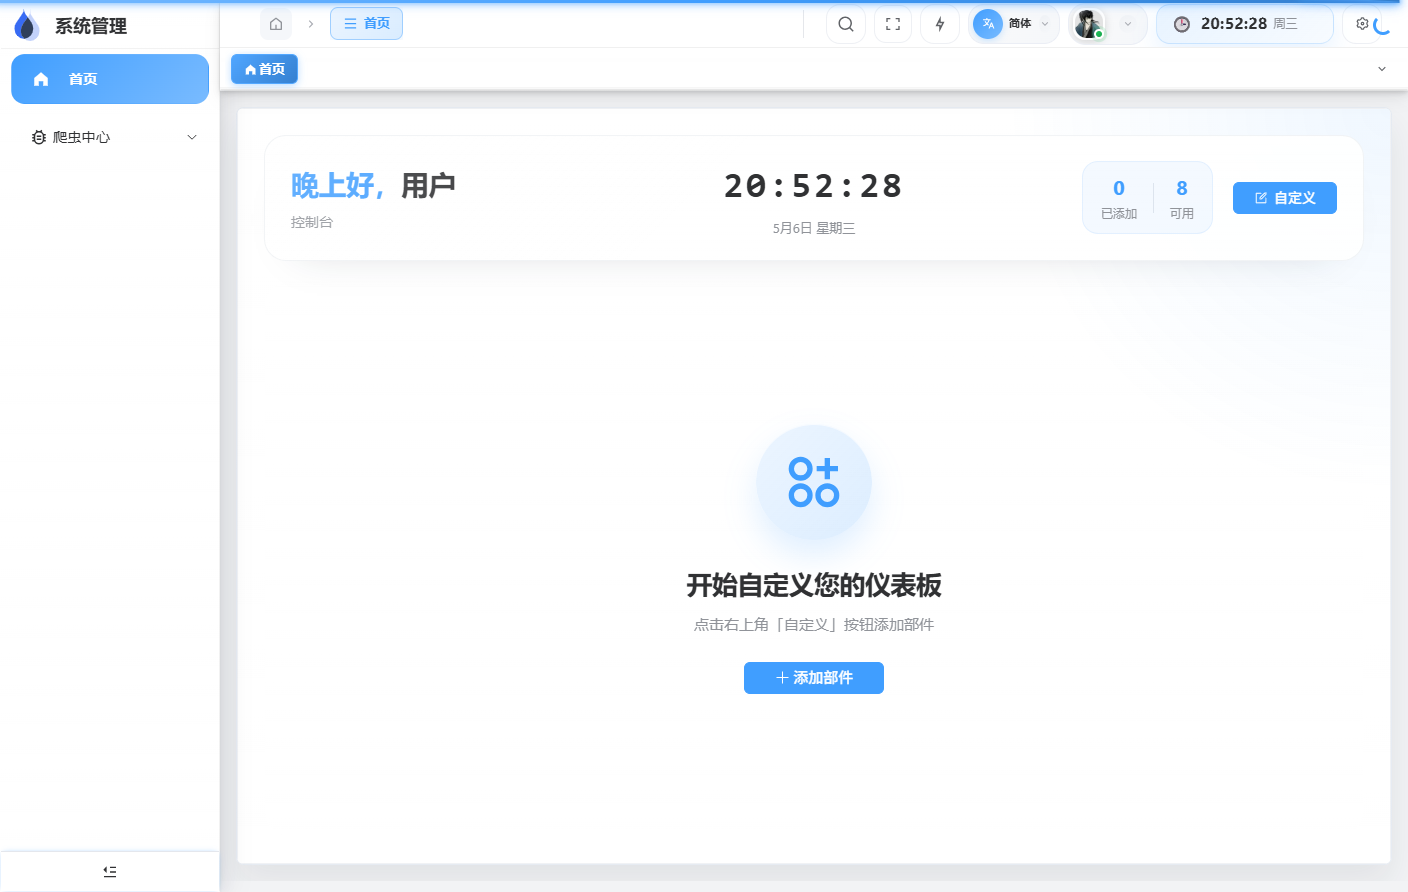 系统管理
首页
简体
20:52:28 周三
首页
爬虫中心
首页
晚上好，用户
控制台
20:52:28
5月6日 星期三
0
已添加
8
可用
自定义
开始自定义您的仪表板
点击右上角「自定义」按钮添加部件
添加部件